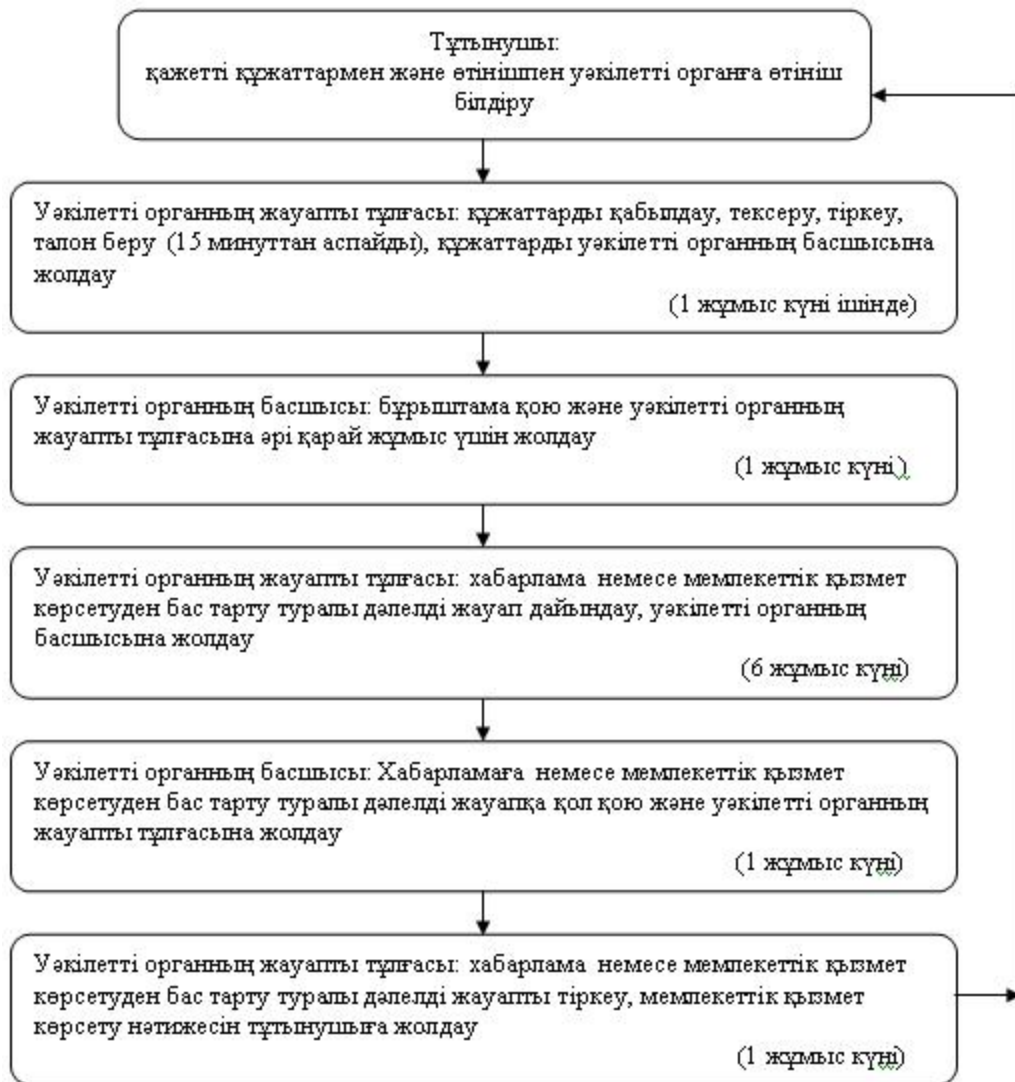 Тұтынушы:
қажетті құжаттармен және өтінішпен уәкілетті органға өтініш
білдіру
Уәкілетті органның жауапты тұлғасы: құжаттарды қабылдау, тексеру, тіркеу,
талон беру (15 минуттан аспайды), құжаттарды уәкілетті органның басшысына
жолдау
(1 жұмыс күні ішінде)
Уәкілетті органның басшысы: бұрыштама қою және уәкілетті органның
жауапты тұлғасына әрі қарай жұмыс үшін жолдау
(1 жұмыс күні )
Уәкілетті органның жауапты тұлғасы: хабарлама немесе мемлекеттік қызмет
көрсетуден бас тарту туралы дәлелді жауап дайындау, уәкілетті органның
басшысына жолдау
(6 жұмыс күні)
Уәкілетті органның басшысы: Хабарламаға немесе мемлекеттік қызмет
көрсетуден бас тарту туралы дәлелді жауапқа қол қою және уәкілетті органның
жауапты тұлғасына жолдау
(1 жұмыс күні)
Уәкілетті органның жауапты тұлғасы: хабарлама немесе мемлекеттік қызмет
көрсетуден бас тарту туралы дәлелді жауапты тіркеу, мемлекеттік қызмет
көрсету нәтижесін тұтынушыға жолдау
(1 жұмыс күні)